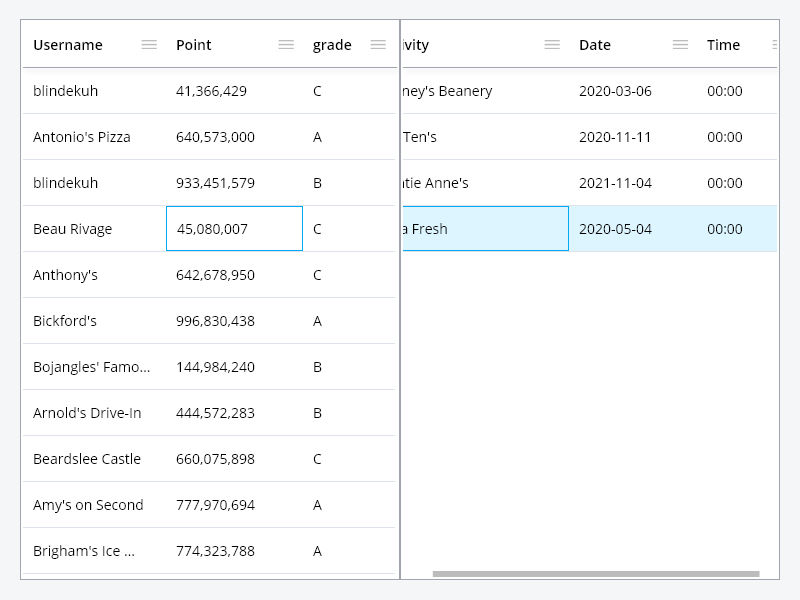 Username Point grade
blindekuh 41,366,429 C
Antonio's Pizza 640,573,000 A
blindekuh 933,451,579 B
Beau Rivage 45,080,007 C
Anthony's 642,678,950 C
Bickford's 996,830,438 A
Bojangles' Famo... 144,984,240 B
Arnold's Drive-In 444,572,283 B
Beardslee Castle 660,075,898 C
Amy's on Second 777,970,694 A
Brigham's Ice ... 774,323,788 A
ivity Date Time
ney's Beanery 2020-03-06 00:00
Ten's 2020-11-11 00:00
tie Anne's 2021-11-04 00:00
a Fresh 2020-05-04 00:00